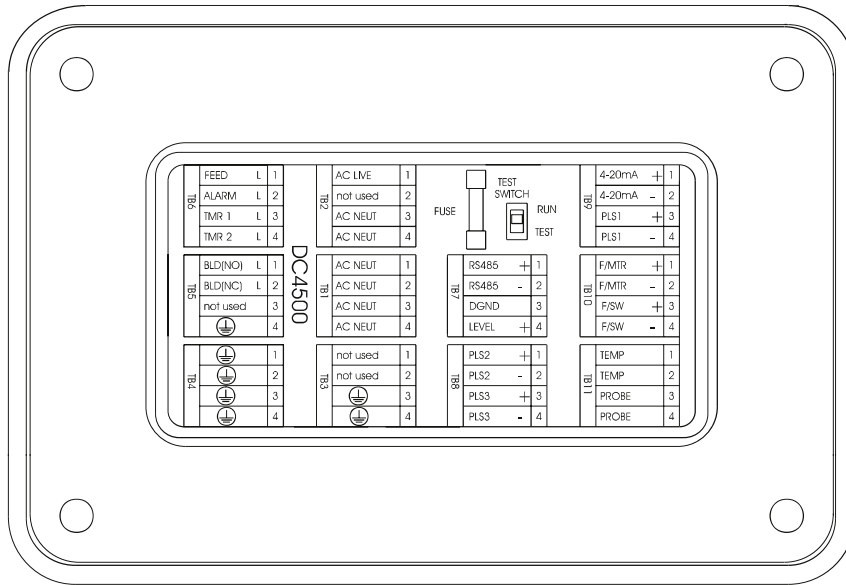 TB6
FEED L 1
ALARM L 2
TMR 1 L 3
TMR 2 L 4
TB5
BLD(NO) L 1
BLD(NC) L 2
not used 3
4
TB4
1
2
3
4
DC4500
TB2
AC LIVE 1
not used 2
AC NEUT 3
AC NEUT 4
TB1
AC NEUT 1
AC NEUT 2
AC NEUT 3
AC NEUT 4
TB3
not used 1
not used 2
3
4
FUSE
TEST
SWITCH
RUN
TEST
TB7
RS485 + 1
RS485 - 2
DGND 3
LEVEL + 4
TB8
PLS2 + 1
PLS2 - 2
PLS3 + 3
PLS3 - 4
TB9
4-20mA + 1
4-20mA - 2
PLS1 + 3
PLS1 - 4
TB10
F/MTR + 1
F/MTR - 2
F/SW + 3
F/SW - 4
TB11
TEMP 1
TEMP 2
PROBE 3
PROBE 4